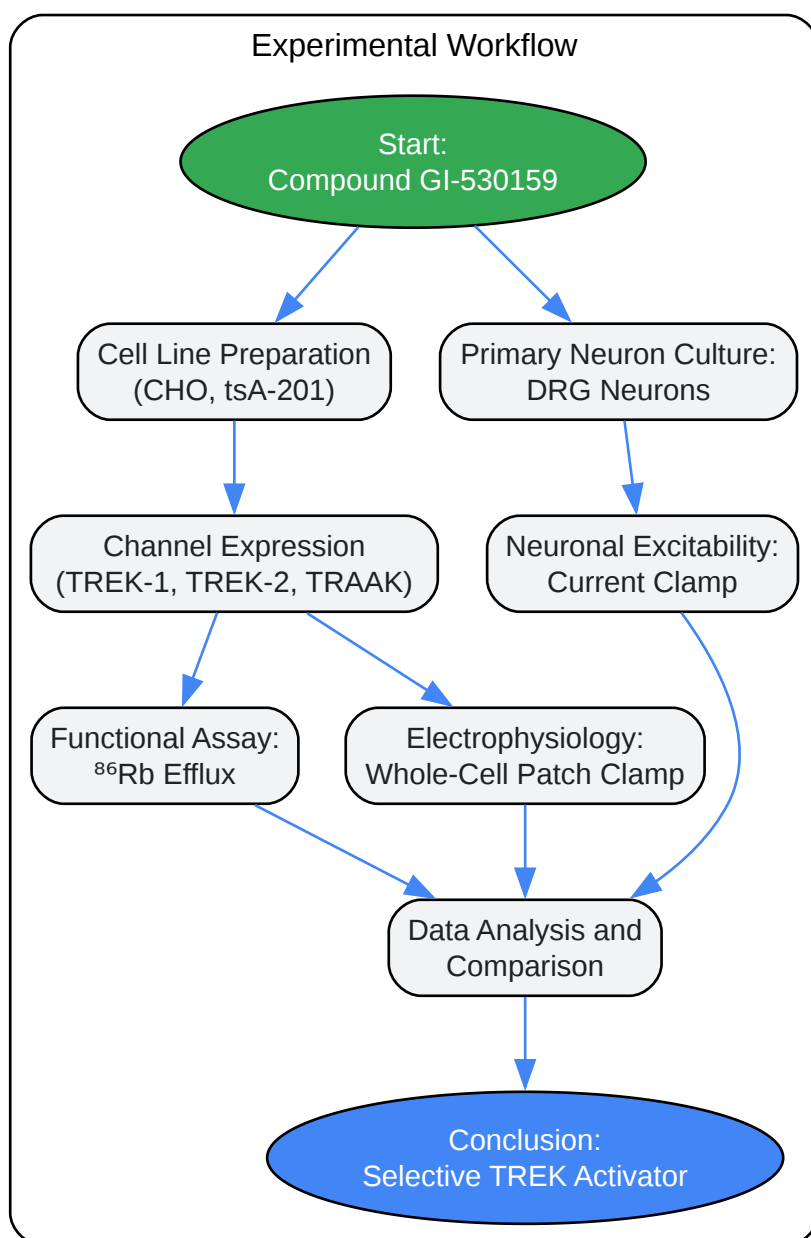 Experimental Workflow
Start:
Compound GI-530159
Cell Line Preparation
(CHO, tsA-201)
Primary Neuron Culture:
DRG Neurons
Channel Expression
(TREK-1, TREK-2, TRAAK)
Neuronal Excitability:
Current Clamp
Functional Assay:
⁸⁶Rb Efflux
Electrophysiology:
Whole-Cell Patch Clamp
Data Analysis and
Comparison
Conclusion:
Selective TREK Activator